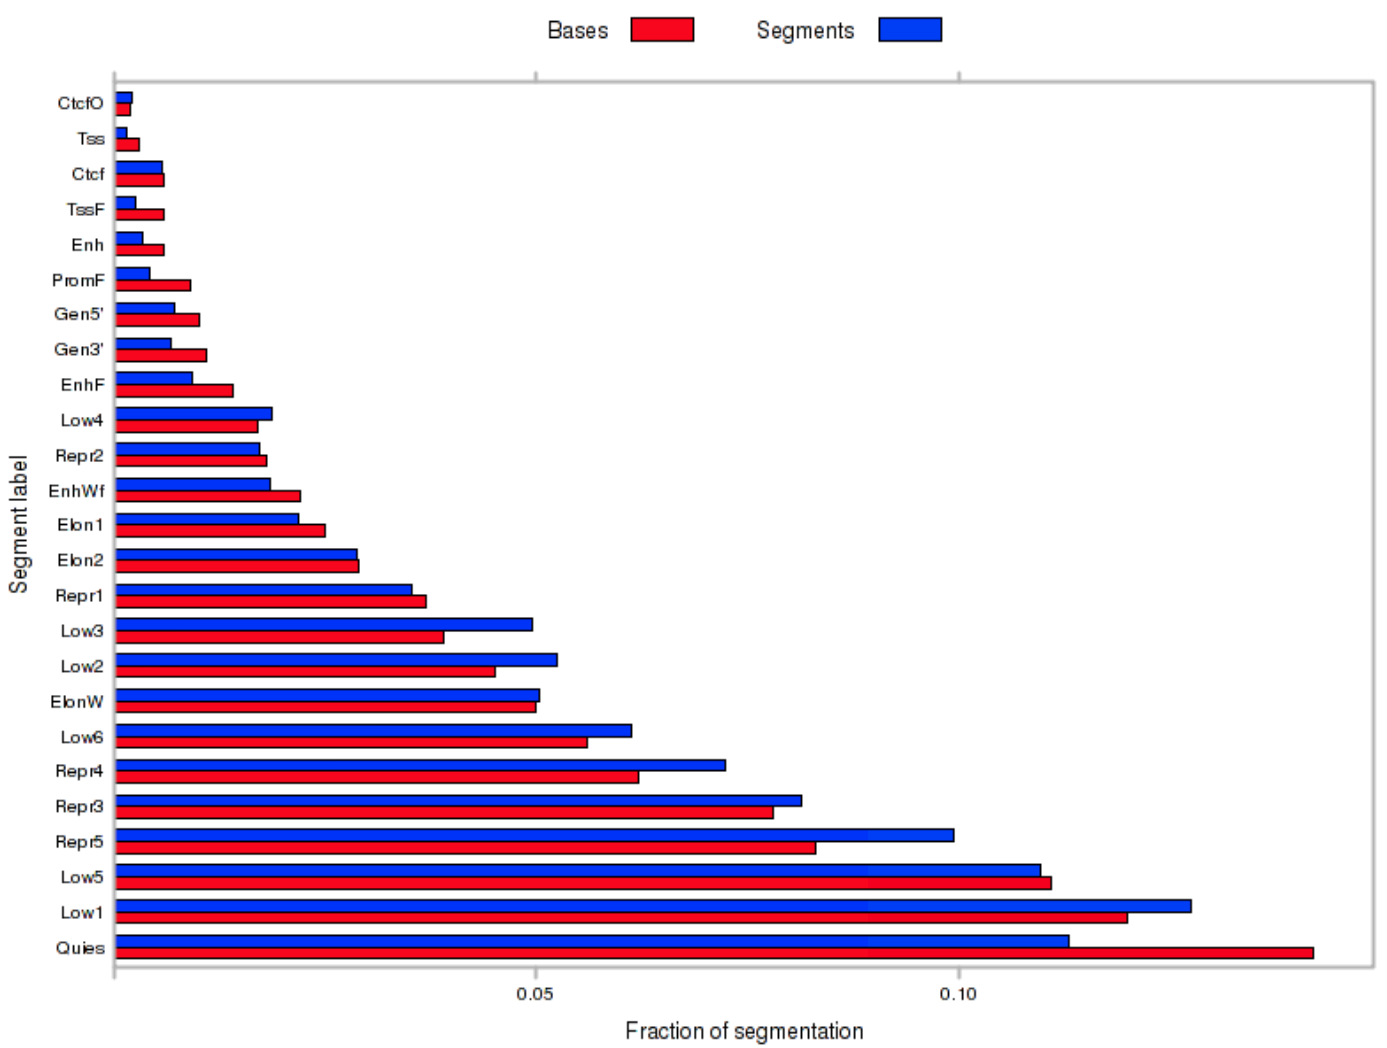 Bases Segments
CtcfO
Tss
Ctcf
TssF
Enh
PromF
Gen5'
Gen3'
EnhF
Low4
Repr2
EnhWf
Elon1
Elon2
Repr1
Low3
Low2
ElonW
Low6
Repr4
Repr3
Repr5
Low5
Low1
Quies
Segment label
0.05 0.10
Fraction of segmentation